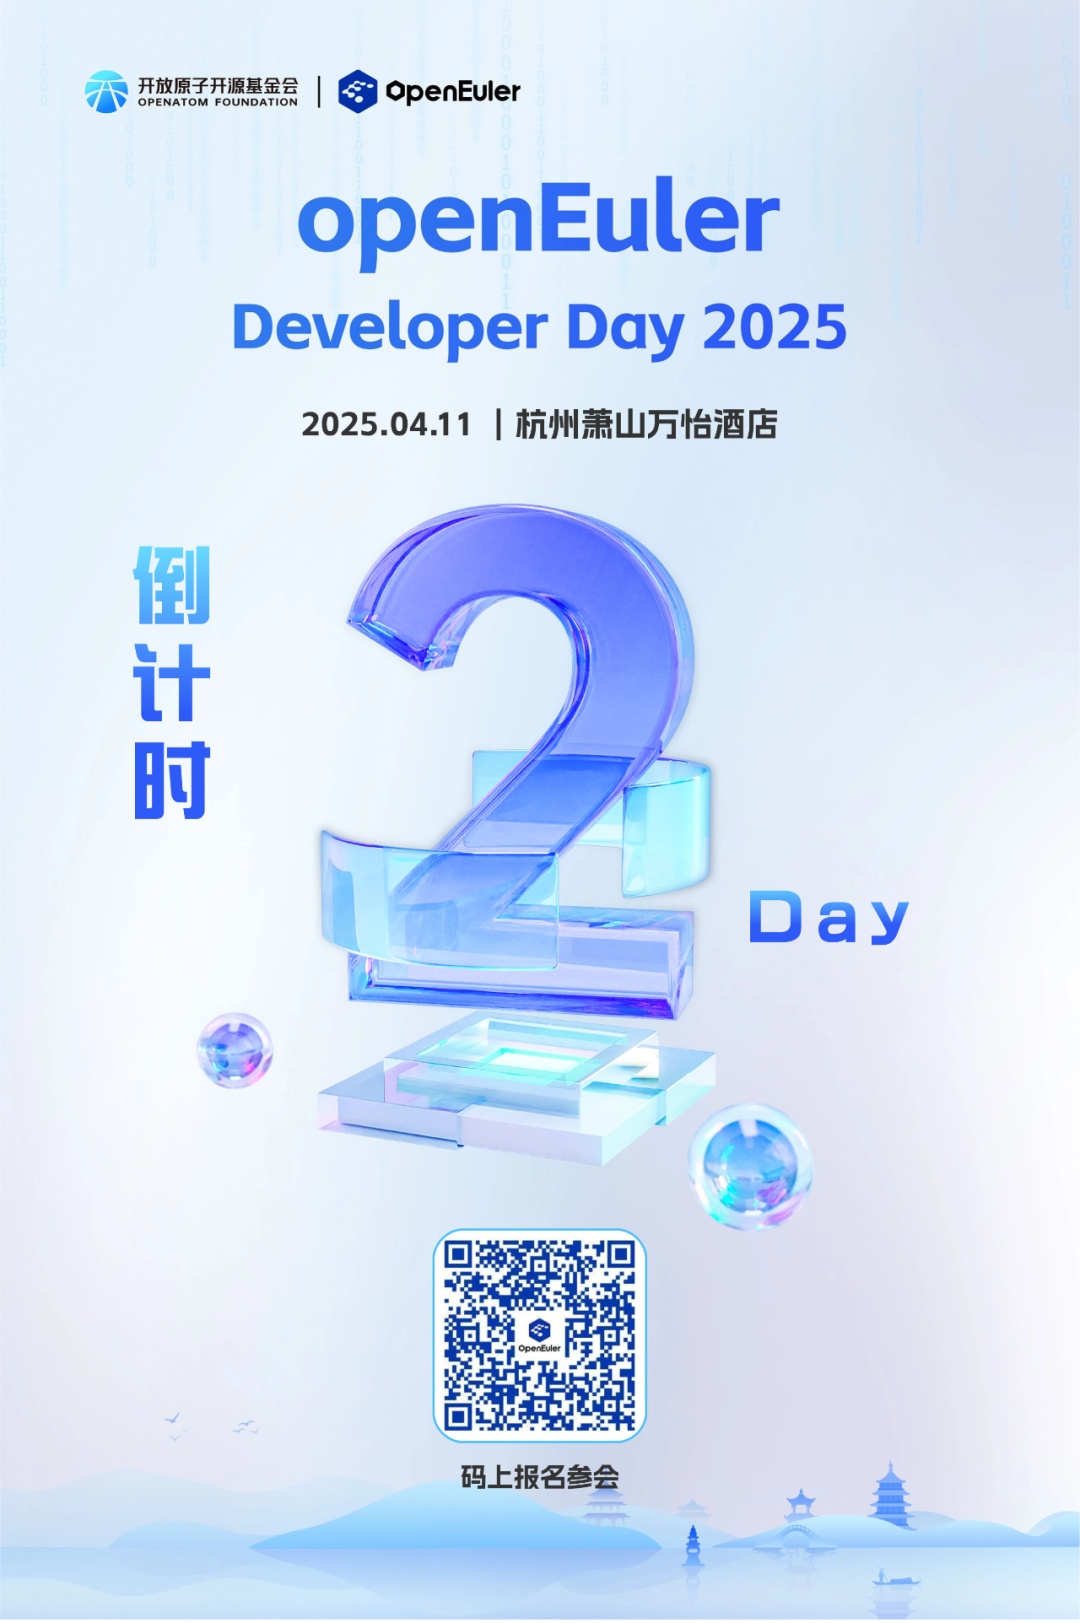 开放原子开源基金会
OPENATOM FOUNDATION
OpenEuler
openEuler
Developer Day 2025
2025.04.11 | 杭州萧山万怡酒店
倒计时
2
Day
OpenEuler
码上报名参会